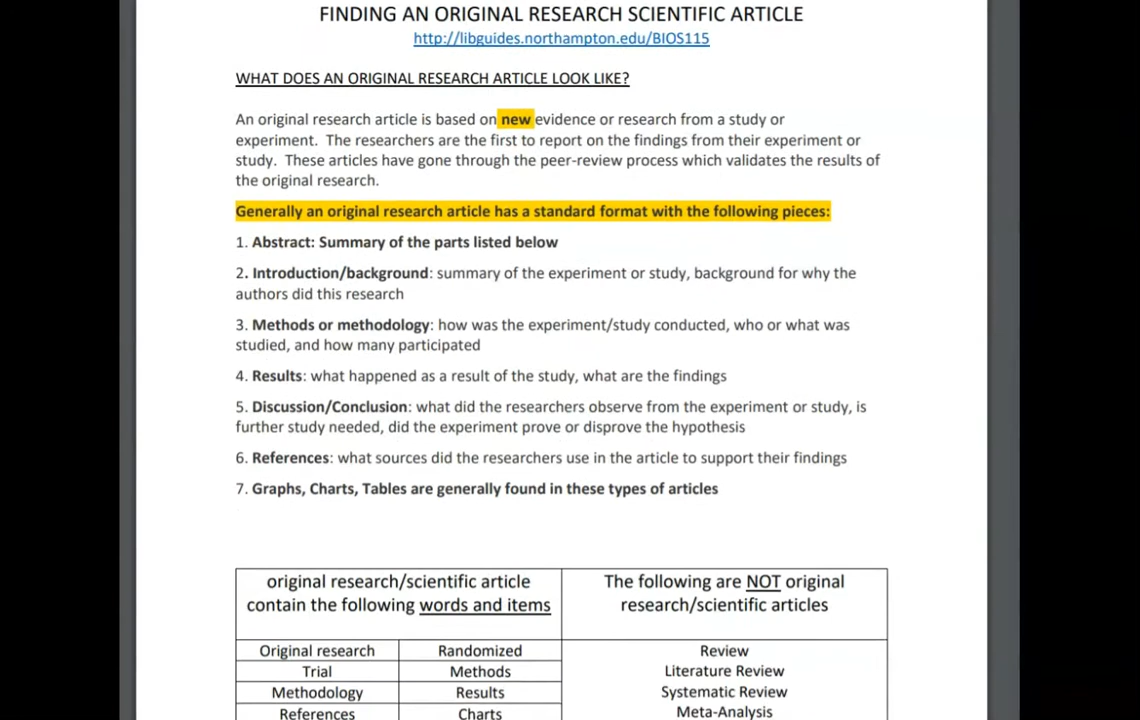 FINDING AN ORIGINAL RESEARCH SCIENTIFIC ARTICLE
http://libguides.northampton.edu/BIOS115
WHAT DOES AN ORIGINAL RESEARCH ARTICLE LOOK LIKE?
An original research article is based on new evidence or research from a study or
experiment. The researchers are the first to report on the findings from their experiment or
study. These articles have gone through the peer-review process which validates the results of
the original research.
Generally an original research article has a standard format with the following pieces:
1. Abstract: Summary of the parts listed below
2. Introduction/background: summary of the experiment or study, background for why the
authors did this research
3. Methods or methodology: how was the experiment/study conducted, who or what was
studied, and how many participated
4. Results: what happened as a result of the study, what are the findings
5. Discussion/Conclusion: what did the researchers observe from the experiment or study, is
further study needed, did the experiment prove or disprove the hypothesis
6. References: what sources did the researchers use in the article to support their findings
7. Graphs, Charts, Tables are generally found in these types of articles
original research/scientific article
contain the following words and items
The following are NOT original
research/scientific articles
Original research Randomized Review
Trial Methods Literature Review
Methodology Results Systematic Review
References Charts Meta-Analysis